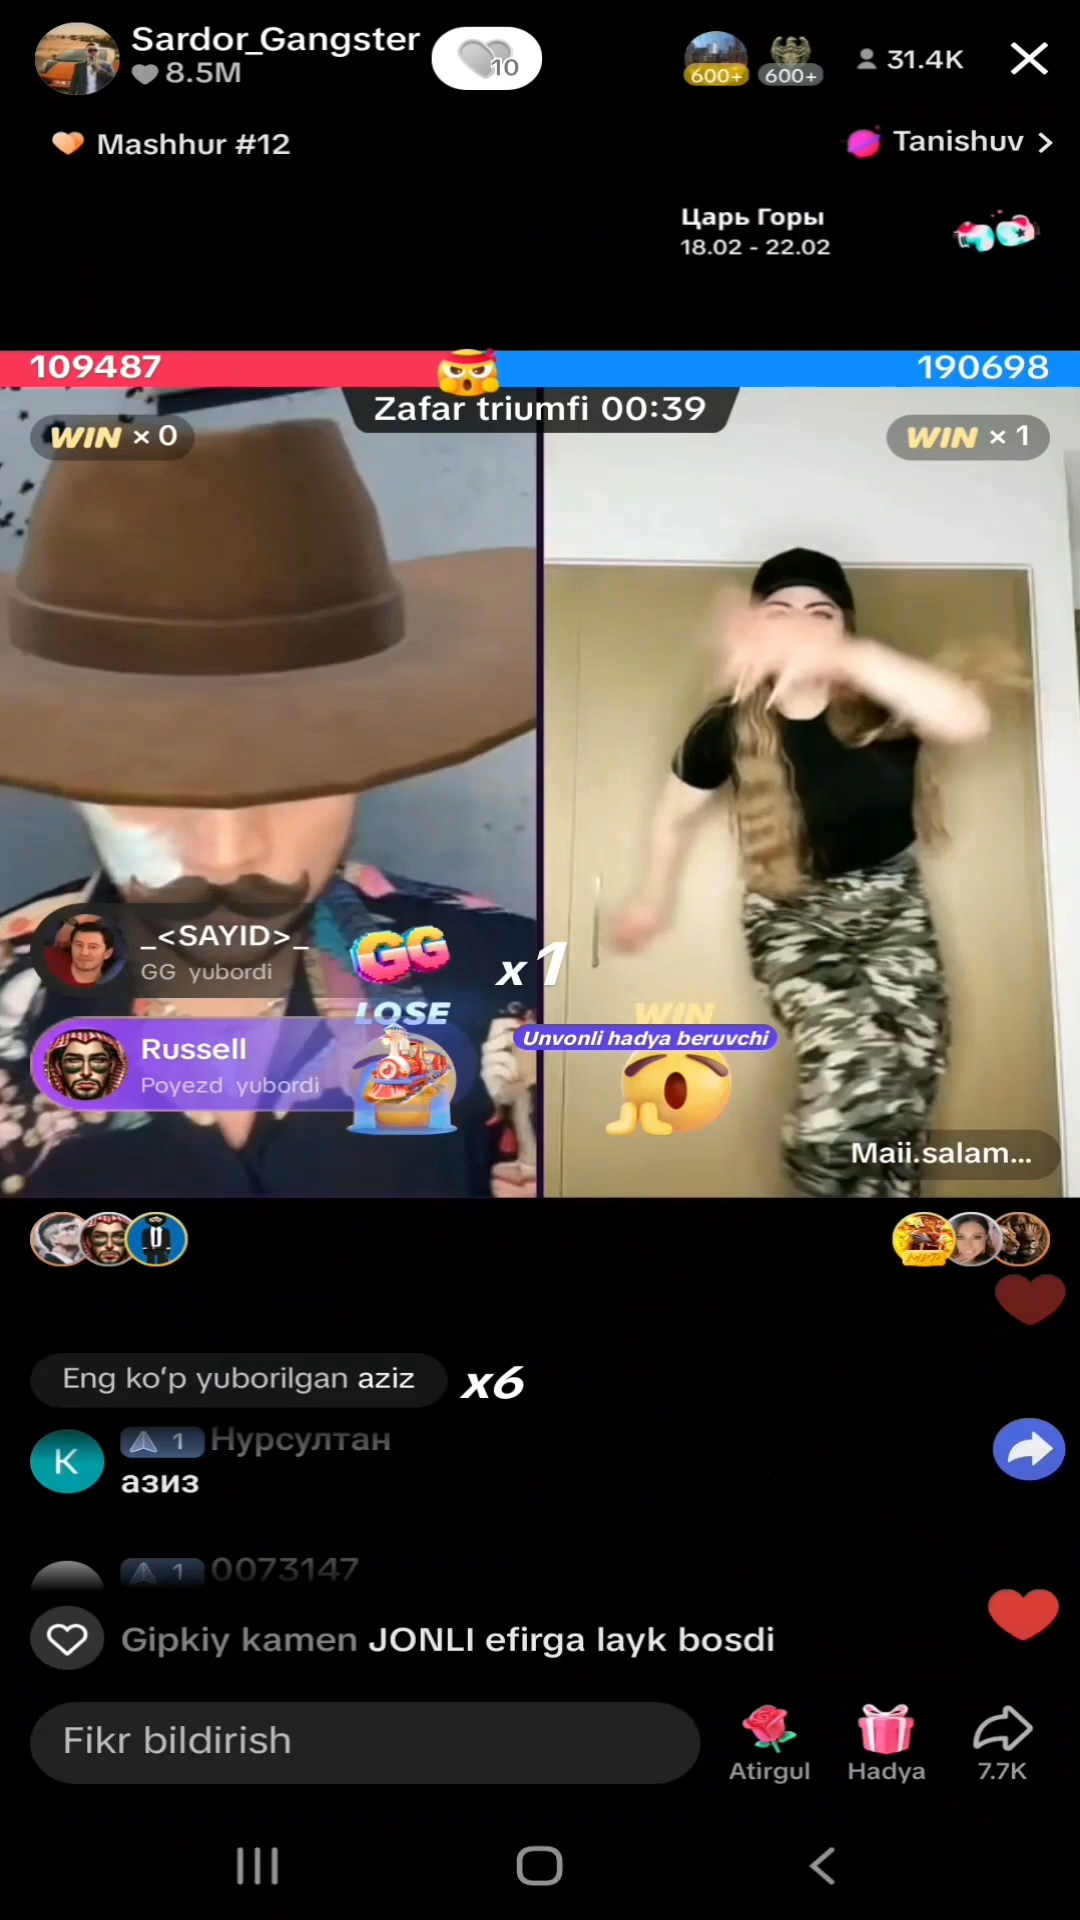 Sardor_Gangster
8.5M
10
600+
600+
31.4K
Mashhur #12
Tanishuv
Царь Горы
18.02 - 22.02
109487
190698
Zafar triumfi 00:39
WIN × 0
WIN × 1
_<SAYID>_
GG yubordi
GG
x1
LOSE
WIN
Unvonli hadya beruvchi
Russell
Poyezd yubordi
Maii.salam...
Eng koʻp yuborilgan aziz
x6
K
1 Нурсултан
азиз
1 0073147
Gipkiy kamen JONLI efirga layk bosdi
Fikr bildirish
Atirgul
Hadya
7.7K